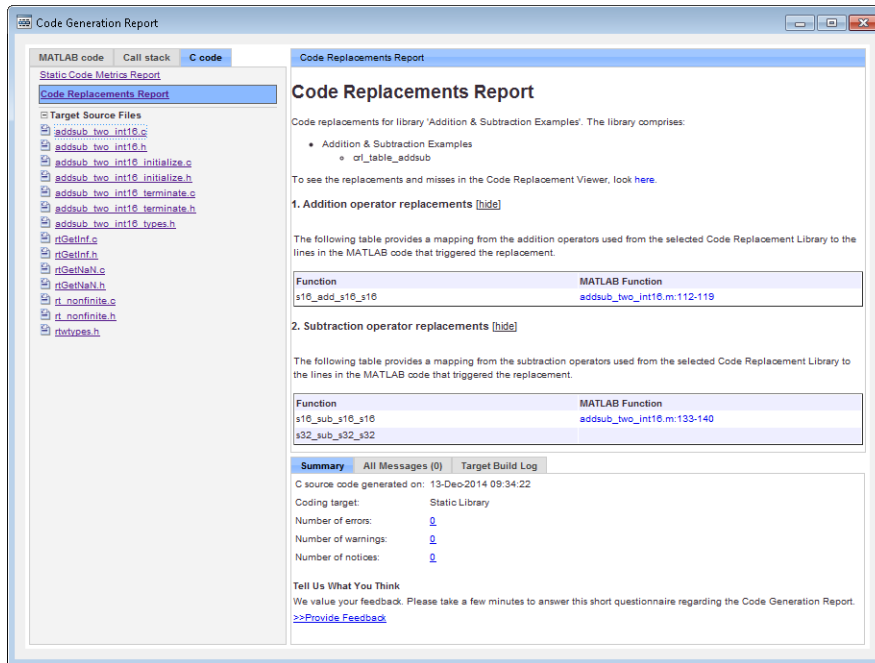 Code Generation Report
MATLAB code Call stack C code
Static Code Metrics Report
Code Replacements Report
Target Source Files
addsub_two_int16.c
addsub_two_int16.h
addsub_two_int16_initialize.c
addsub_two_int16_initialize.h
addsub_two_int16_terminate.c
addsub_two_int16_terminate.h
addsub_two_int16_types.h
rtGetInf.c
rtGetInf.h
rtGetNaN.c
rtGetNaN.h
rt_nonfinite.c
rt_nonfinite.h
rtwtypes.h
Code Replacements Report
Code Replacements Report
Code replacements for library 'Addition & Subtraction Examples'. The library comprises:
Addition & Subtraction Examples
crl_table_addsub
To see the replacements and misses in the Code Replacement Viewer, look here.
1. Addition operator replacements [hide]
The following table provides a mapping from the addition operators used from the selected Code Replacement Library to the
lines in the MATLAB code that triggered the replacement.
Function MATLAB Function
s16_add_s16_s16 addsub_two_int16.m:112-119
2. Subtraction operator replacements [hide]
The following table provides a mapping from the subtraction operators used from the selected Code Replacement Library to
the lines in the MATLAB code that triggered the replacement.
Function MATLAB Function
s16_sub_s16_s16 addsub_two_int16.m:133-140
s32_sub_s32_s32
Summary All Messages (0) Target Build Log
C source code generated on: 13-Dec-2014 09:34:22
Coding target: Static Library
Number of errors: 0
Number of warnings: 0
Number of notices: 0
Tell Us What You Think
We value your feedback. Please take a few minutes to answer this short questionnaire regarding the Code Generation Report.
>>Provide Feedback